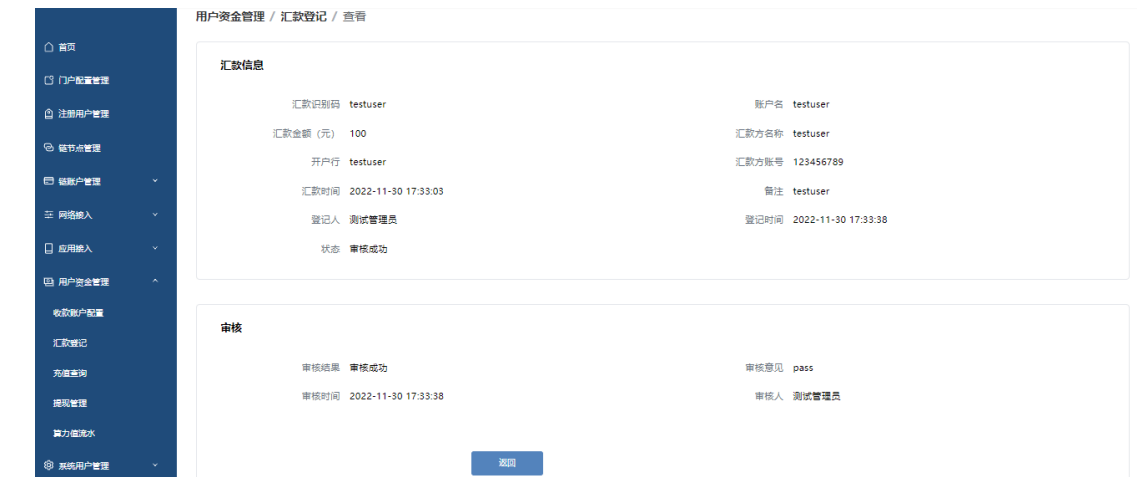 用户资金管理 / 汇款登记 / 查看
首页
门户配置管理
注册用户管理
链节点管理
链账户管理
网络接入
应用接入
用户资金管理
收款账户配置
汇款登记
充值查询
提现管理
算力值流水
系统用户管理
汇款信息
汇款识别码 testuser 账户名 testuser
汇款金额（元） 100 汇款方名称 testuser
开户行 testuser 汇款方账号 123456789
汇款时间 2022-11-30 17:33:03 备注 testuser
登记人 测试管理员 登记时间 2022-11-30 17:33:38
状态 审核成功
审核
审核结果 审核成功 审核意见 pass
审核时间 2022-11-30 17:33:38 审核人 测试管理员
返回